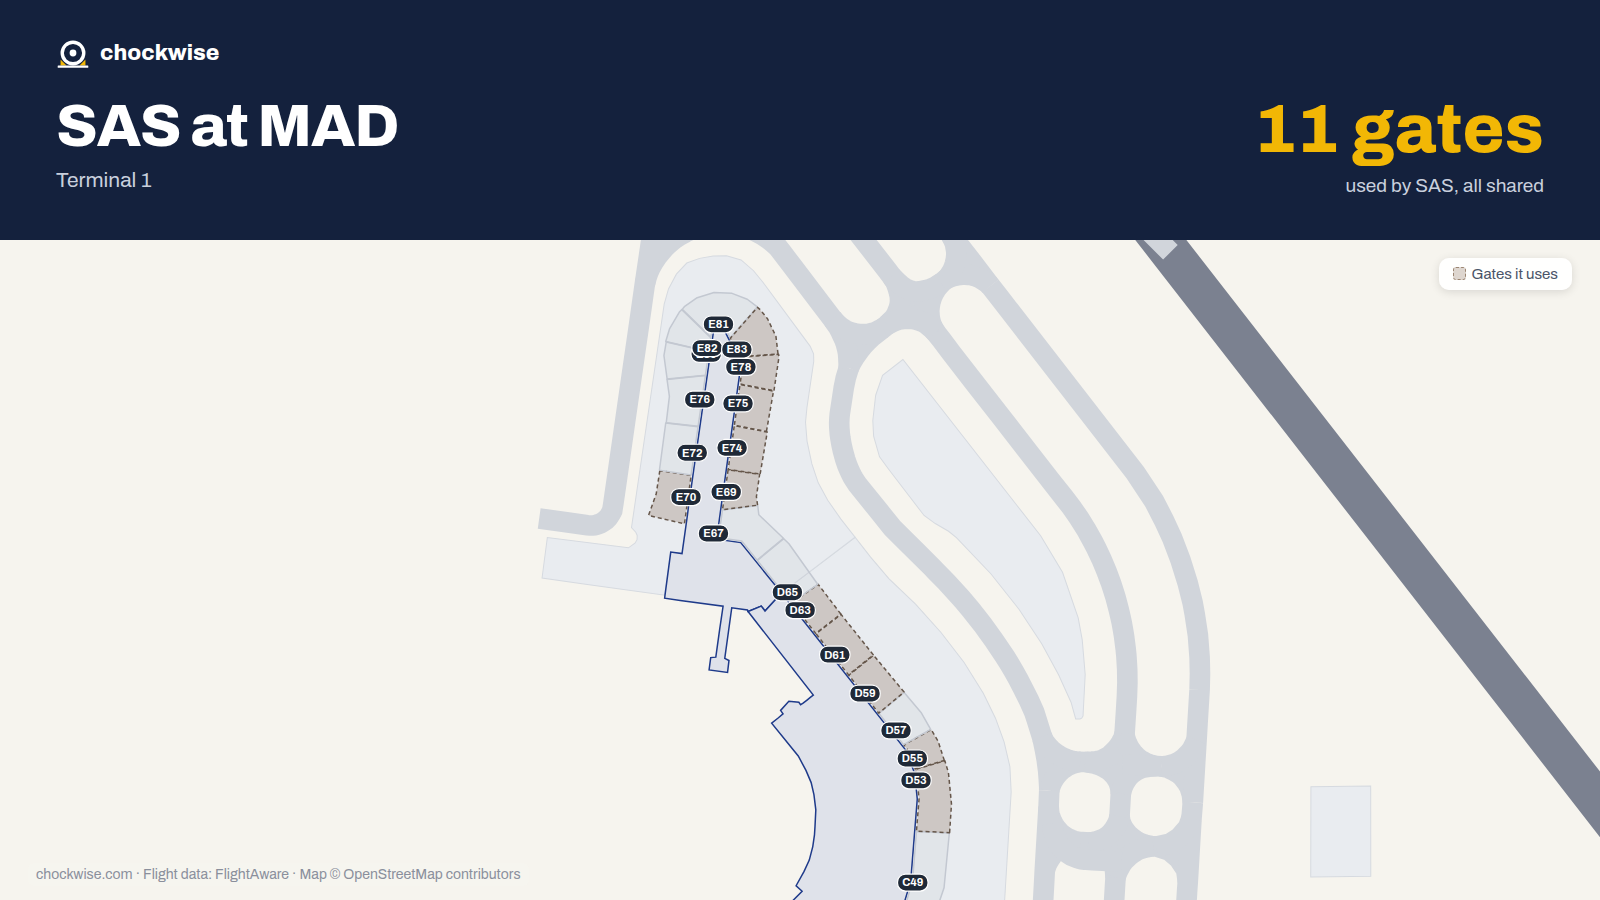 chockwise
SAS at MAD
Terminal 1
11 gates
used by SAS, all shared
Gates it uses
E81
E82
E83
E78
E76
E75
E72
E74
E70
E69
E67
D65
D63
D61
D59
D57
D55
D53
C49
chockwise.com · Flight data: FlightAware · Map © OpenStreetMap contributors